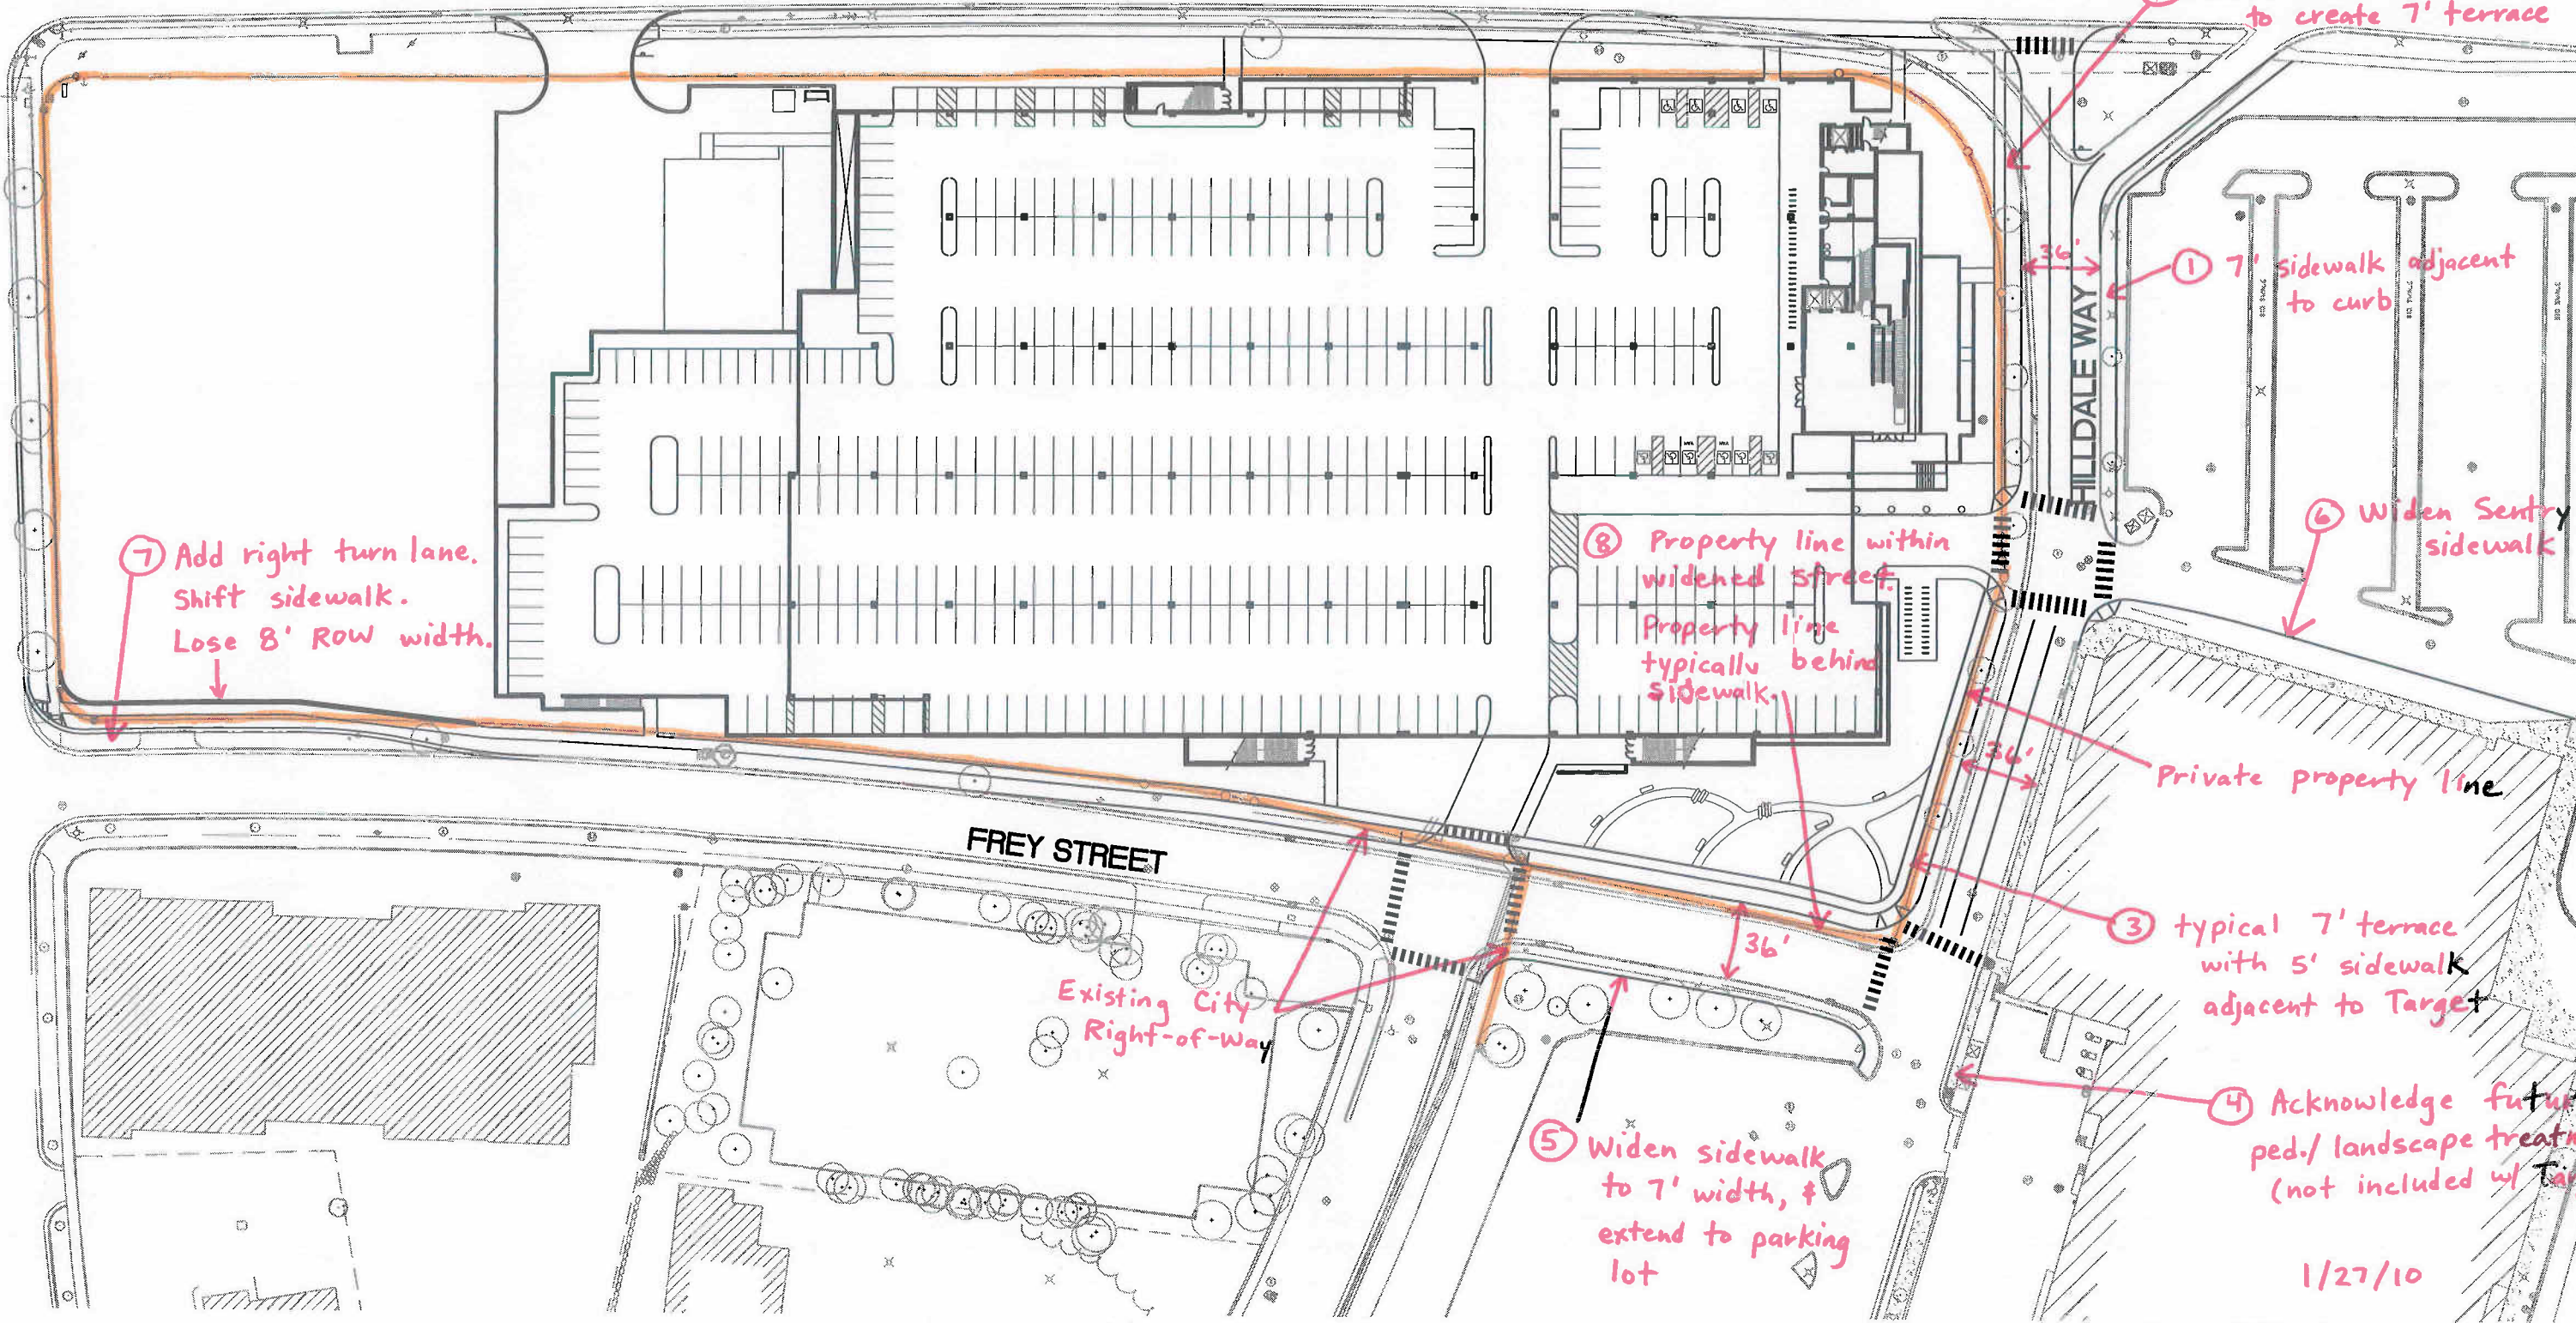 to create 7' terrace
36'
① 7' sidewalk adjacent
to curb
HILLDALE WAY
⑥ Widen Sentry
sidewalk
⑦ Add right turn lane.
Shift sidewalk.
Lose 8' ROW width.
⑧ Property line within
widened street.
Property line
typically behind
sidewalk.
36'
Private property line
FREY STREET
③ typical 7' terrace
with 5' sidewalk
adjacent to Target
36'
Existing City
Right-of-way
④ Acknowledge
ped./ landscape
(not included w/
⑤ Widen sidewalk
to 7' width, &
extend to parking
lot
1/27/10